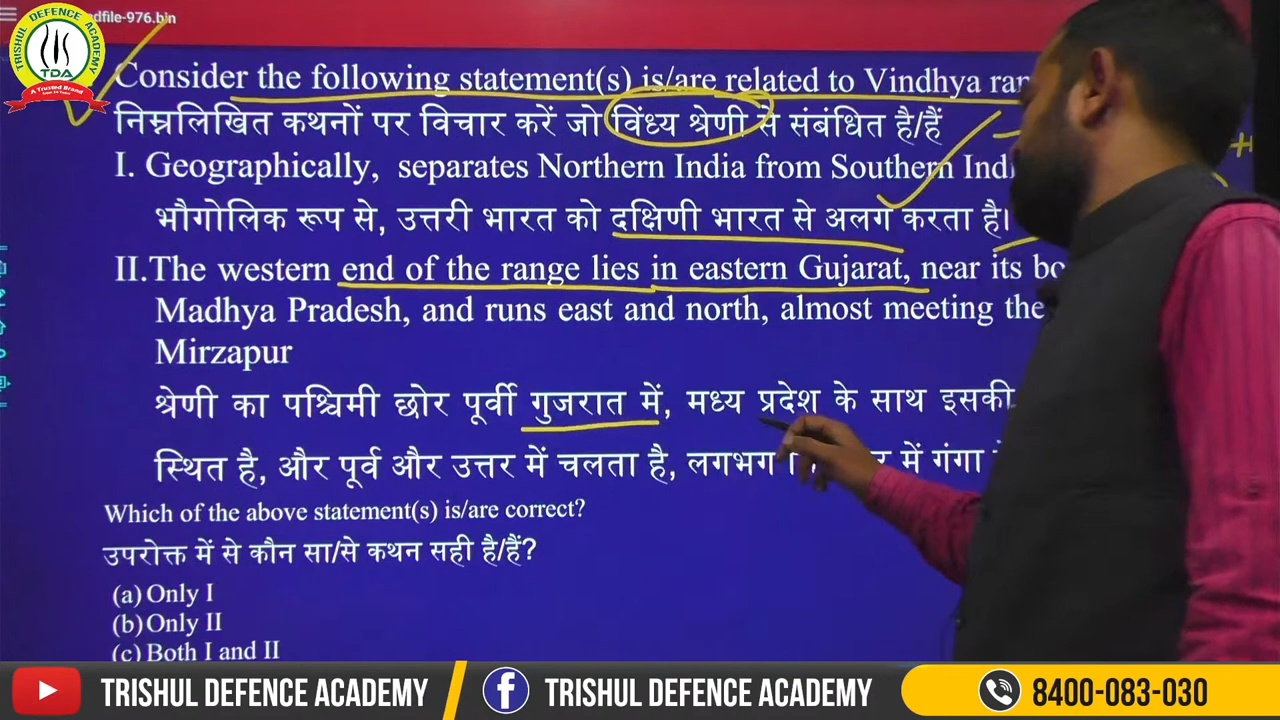 dfile-976.bin
TRISHUL DEFENCE ACADEMY
TDA
A Trusted Brand
Consider the following statement(s) is/are related to Vindhya
निम्नलिखित कथनों पर विचार करें जो विंध्य श्रेणी से संबंधित है/हैं
I. Geographically, separates Northern India from Southern
भौगोलिक रूप से, उत्तरी भारत को दक्षिणी भारत से अलग करता है।
II.The western end of the range lies in eastern Gujarat, near its
Madhya Pradesh, and runs east and north, almost meeting the
Mirzapur
श्रेणी का पश्चिमी छोर पूर्वी गुजरात में, मध्य प्रदेश के साथ इसकी
स्थित है, और पूर्व और उत्तर में चलता है, लगभग में गंगा
Which of the above statement(s) is/are correct?
उपरोक्त में से कौन सा/से कथन सही है/हैं?
(a) Only I
(b) Only II
(c) Both I and II
TRISHUL DEFENCE ACADEMY TRISHUL DEFENCE ACADEMY 8400-083-030